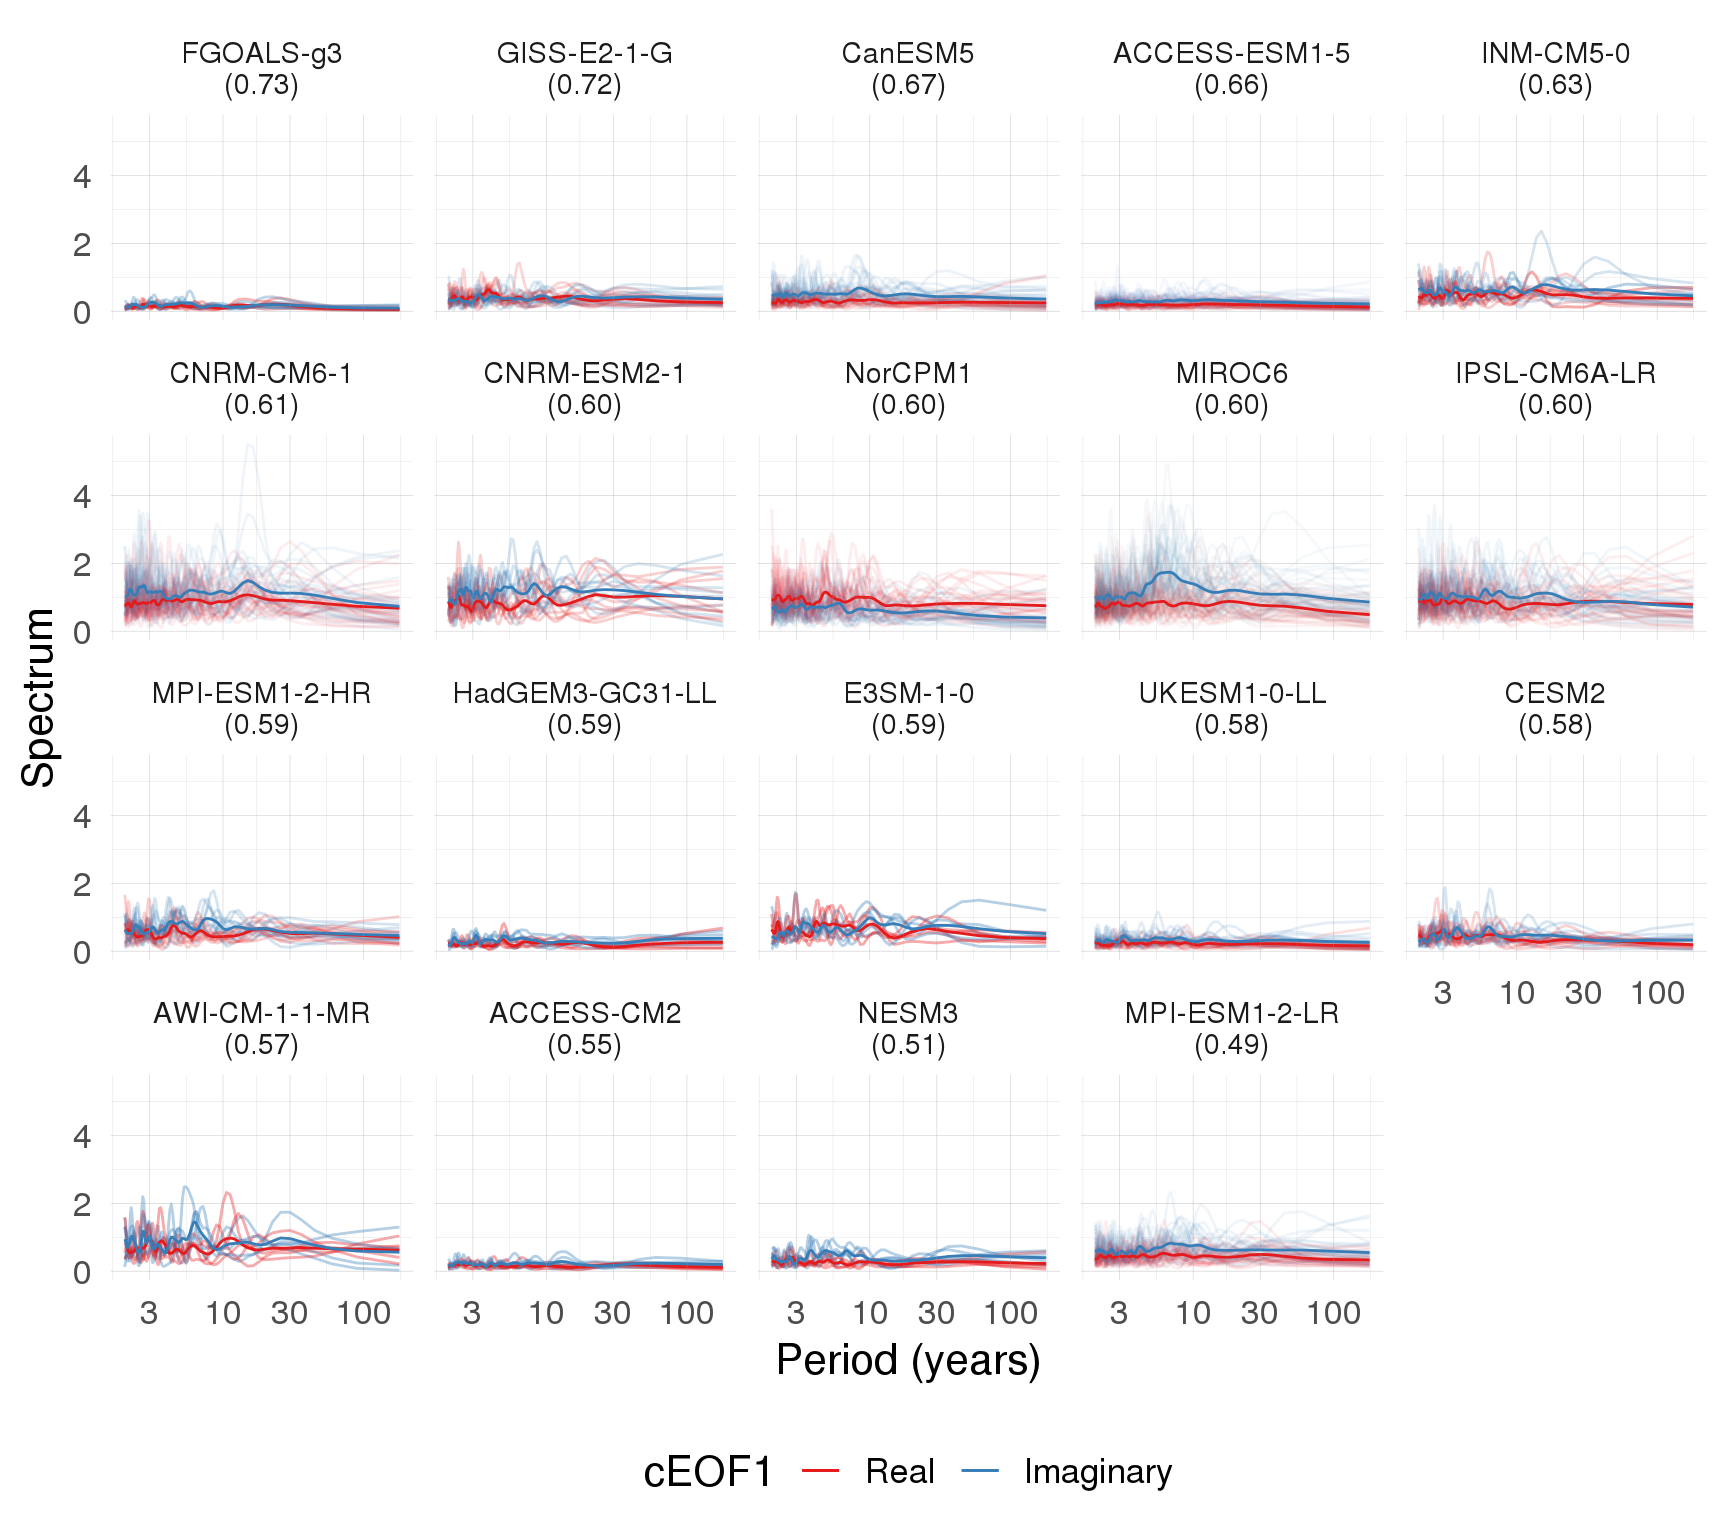 FGOALS-g3 GISS-E2-1-G CanESM5 ACCESS-ESM1-5 INM-CM5-0
(0.73) (0.72) (0.67) (0.66) (0.63)
4
2
0
CNRM-CM6-1 CNRM-ESM2-1 NorCPM1 MIROC6 IPSL-CM6A-LR
(0.61) (0.60) (0.60) (0.60) (0.60)
4
2
0
Spectrum
MPI-ESM1-2-HR HadGEM3-GC31-LL E3SM-1-0 UKESM1-0-LL CESM2
(0.59) (0.59) (0.59) (0.58) (0.58)
4
2
0
3 10 30 100
AWI-CM-1-1-MR ACCESS-CM2 NESM3 MPI-ESM1-2-LR
(0.57) (0.55) (0.51) (0.49)
4
2
0
3 10 30 100 3 10 30 100 3 10 30 100 3 10 30 100
Period (years)
cEOF1 Real Imaginary